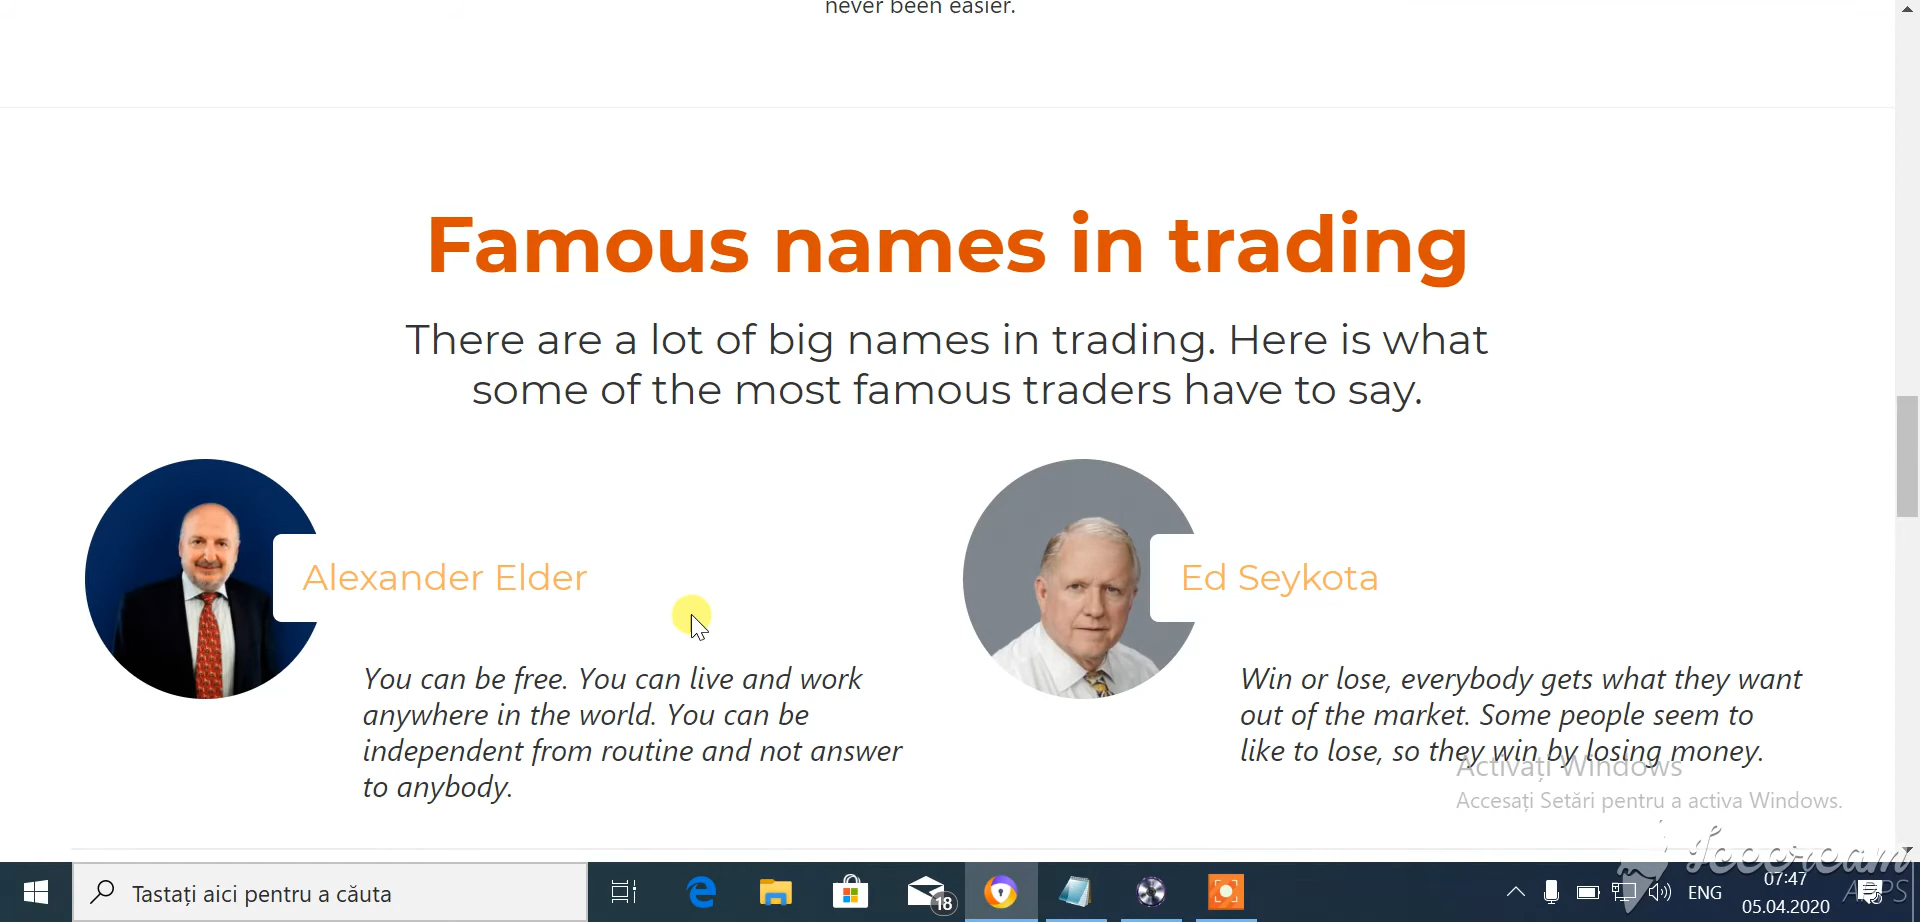 never been easier.
Famous names in trading
There are a lot of big names in trading. Here is what
some of the most famous traders have to say.
Alexander Elder
You can be free. You can live and work
anywhere in the world. You can be
independent from routine and not answer
to anybody.
Ed Seykota
Win or lose, everybody gets what they want
out of the market. Some people seem to
like to lose, so they win by losing money.
Activați Windows
Accesați Setări pentru a activa Windows.
Icecream
APPS
Tastați aici pentru a căuta
18
ENG
07:47
05.04.2020